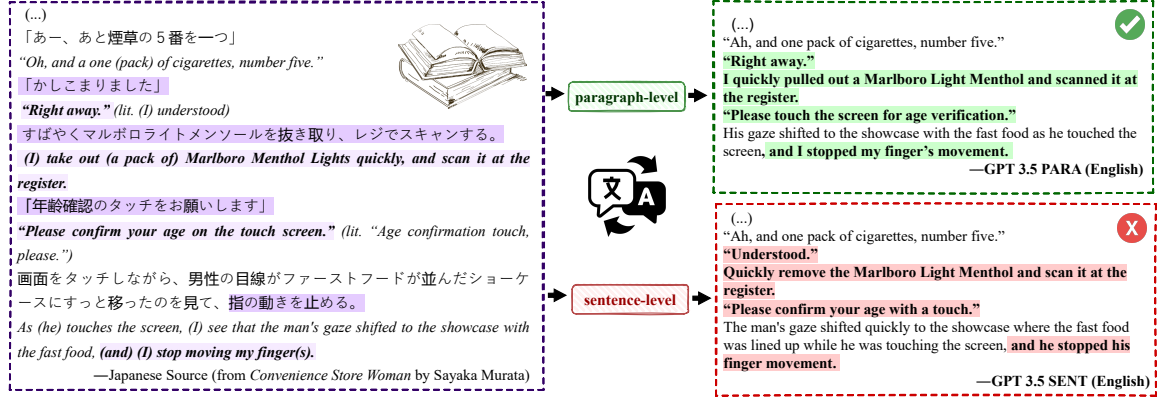 (...)
「あー、あと煙草の５番を一つ」
“Oh, and a one (pack) of cigarettes, number five.”
「かしこまりました」
“Right away.” (lit. (I) understood)
すばやくマルボロライトメンソールを抜き取り、レジでスキャンする。
(I) take out (a pack of) Marlboro Menthol Lights quickly, and scan it at the
register.
「年齢確認のタッチをお願いします」
“Please confirm your age on the touch screen.” (lit. “Age confirmation touch,
please.”)
画面をタッチしながら、男性の目線がファーストフードが並んだショーケ
ースにすっと移ったのを見て、指の動きを止める。
As (he) touches the screen, (I) see that the man's gaze shifted to the showcase with
the fast food, (and) (I) stop moving my finger(s).
—Japanese Source (from Convenience Store Woman by Sayaka Murata)
paragraph-level
文 A
sentence-level
(...)
“Ah, and one pack of cigarettes, number five.”
“Right away.”
I quickly pulled out a Marlboro Light Menthol and scanned it at
the register.
“Please touch the screen for age verification.”
His gaze shifted to the showcase with the fast food as he touched the
screen, and I stopped my finger’s movement.
—GPT 3.5 PARA (English)
(...)
“Ah, and one pack of cigarettes, number five.”
“Understood.”
Quickly remove the Marlboro Light Menthol and scan it at the
register.
“Please confirm your age with a touch.”
The man's gaze shifted quickly to the showcase where the fast food
was lined up while he was touching the screen, and he stopped his
finger movement.
—GPT 3.5 SENT (English)